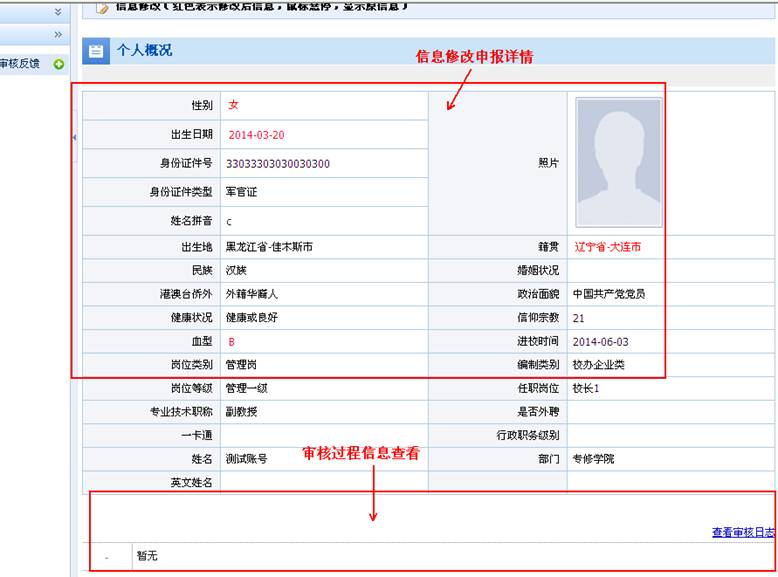 信息修改（红色表示修改后信息，鼠标悬停，显示原信息）
审核反馈
个人概况
信息修改申报详情
性别 女
出生日期 2014-03-20
身份证件号 33033303030030300
照片
身份证件类型 军官证
姓名拼音 c
出生地 黑龙江省-佳木斯市 籍贯 辽宁省-大连市
民族 汉族 婚姻状况
港澳台侨外 外籍华裔人 政治面貌 中国共产党党员
健康状况 健康或良好 信仰宗教 21
血型 B 进校时间 2014-06-03
岗位类别 管理岗 编制类别 校办企业类
岗位等级 管理一级 任职岗位 校长1
专业技术职称 副教授 是否外聘
一卡通 行政职务级别
审核过程信息查看
姓名 测试账号 部门 专修学院
英文姓名
查看审核日志
- 暂无